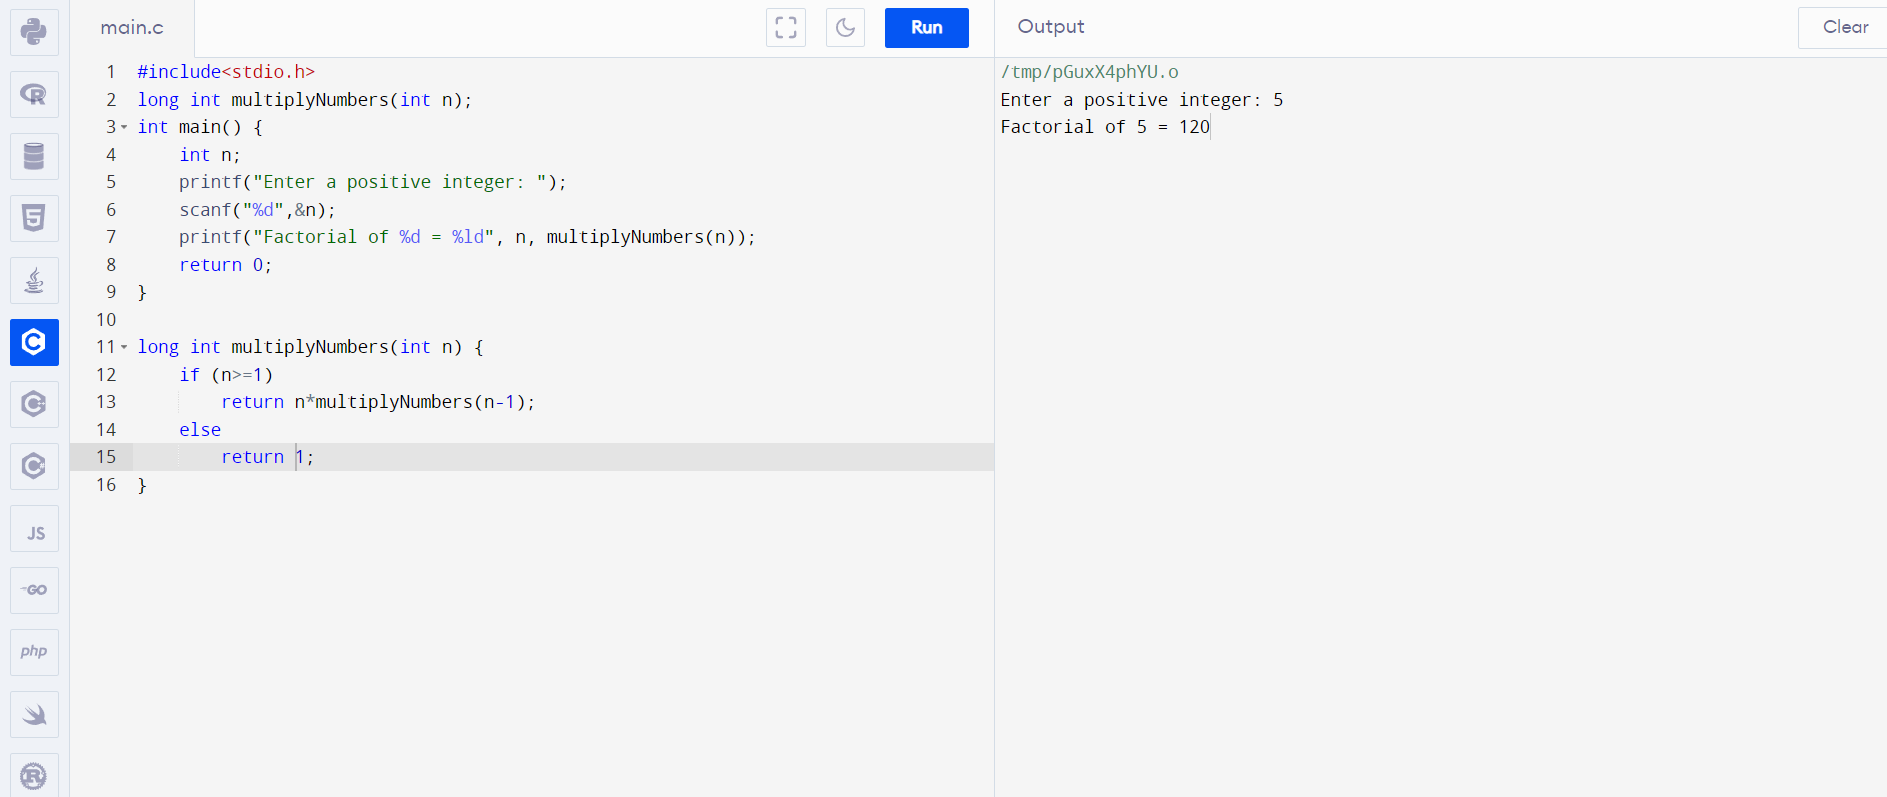 main.c
Run
Output
Clear
1 #include<stdio.h>
2 long int multiplyNumbers(int n);
3 int main() {
4     int n;
5     printf("Enter a positive integer: ");
6     scanf("%d",&n);
7     printf("Factorial of %d = %ld", n, multiplyNumbers(n));
8     return 0;
9 }
10
11 long int multiplyNumbers(int n) {
12     if (n>=1)
13         return n*multiplyNumbers(n-1);
14     else
15         return 1;
16 }
/tmp/pGuxX4phYU.o
Enter a positive integer: 5
Factorial of 5 = 120
R
5
C
C
C
JS
GO
php
R